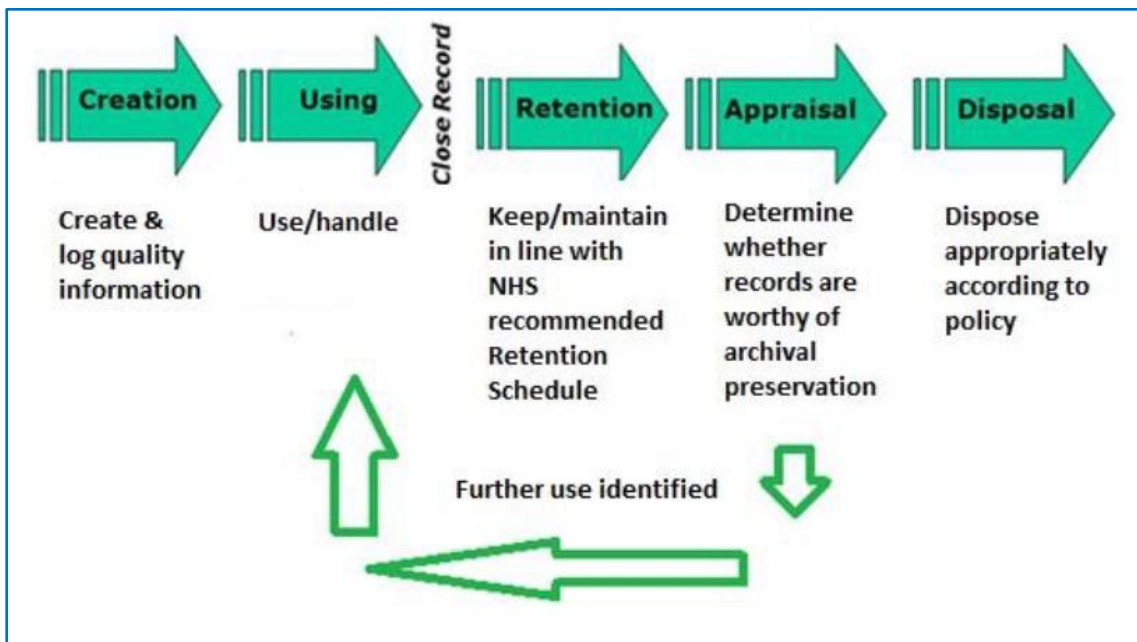 Creation
Using
Close Record
Retention
Appraisal
Disposal
Create &
log quality
information
Use/handle
Keep/maintain
in line with
NHS
recommended
Retention
Schedule
Determine
whether
records are
worthy of
archival
preservation
Dispose
appropriately
according to
policy
Further use identified